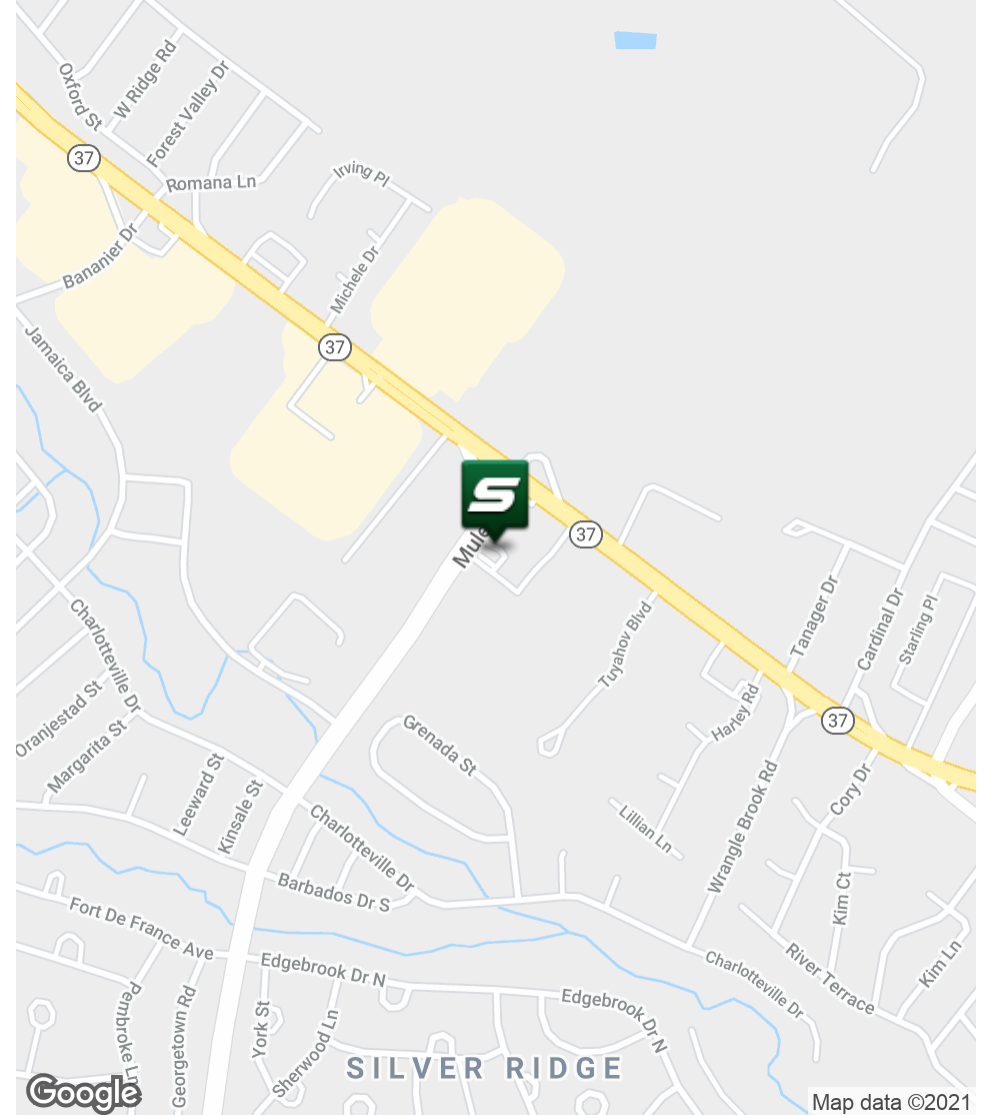 Oxford St
W Ridge Rd
Forest Valley Dr
37
Romana Ln
Irving Pl
Bananier Dr
Michele Dr
37
Jamaica Blvd
S
37
Tanager Dr
Cardinal Dr
Starling Pl
Charlotteville Dr
Tuyahov Blvd
Oranjestad St
Margarita St
Harley Rd
37
Grenada St
Leeward St
Kinsale St
Cory Dr
Wrangle Brook Rd
Lillian Ln
Charlotteville Dr
Barbados Dr S
Kim Ct
Fort De France Ave
Edgebrook Dr N
Charlotteville Dr
River Terrace
Kim Ln
Pembroke Ln
Georgetown Rd
York St
Sherwood Ln
Edgebrook Dr N
SILVER RIDGE
Google
Map data ©2021